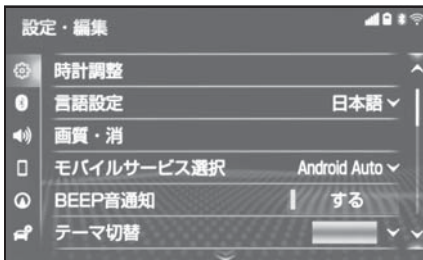 設定・編集
時計調整
言語設定 日本語
画質・消
モバイルサービス選択 Android Auto
BEEP音通知 する
テーマ切替